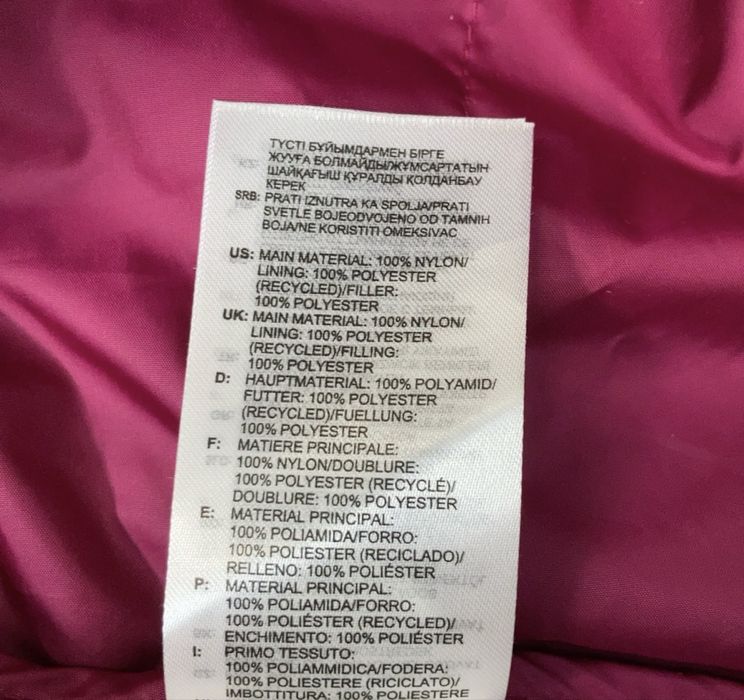 ТҮСТІ БҰЙЫМДАРМЕН БІРГЕ
ЖУУҒА БОЛМАЙДЫ/ЖҰМСАРТАТЫН
ШАЙҚАҒЫШ ҚҰРАЛДЫ ҚОЛДАНБАУ
КЕРЕК
SRB: PRATI IZNUTRA KA SPOLJA/PRATI
SVETLE BOJEODVOJENO OD TAMNIH
BOJA/NE KORISTITI OMEKSIVAC
US: MAIN MATERIAL: 100% NYLON/
LINING: 100% POLYESTER
(RECYCLED)/FILLER:
100% POLYESTER
UK: MAIN MATERIAL: 100% NYLON/
LINING: 100% POLYESTER
(RECYCLED)/FILLING:
100% POLYESTER
D: HAUPTMATERIAL: 100% POLYAMID/
FUTTER: 100% POLYESTER
(RECYCLED)/FUELLUNG:
100% POLYESTER
F: MATIERE PRINCIPALE:
100% NYLON/DOUBLURE:
100% POLYESTER (RECYCLÉ)/
DOUBLURE: 100% POLYESTER
E: MATERIAL PRINCIPAL:
100% POLIAMIDA/FORRO:
100% POLIESTER (RECICLADO)/
RELLENO: 100% POLIÉSTER
P: MATERIAL PRINCIPAL:
100% POLIAMIDA/FORRO:
100% POLIÉSTER (RECYCLED)/
ENCHIMENTO: 100% POLIÉSTER
I: PRIMO TESSUTO:
100% POLIAMMIDICA/FODERA:
100% POLIESTERE (RICICLATO)/
IMBOTTITURA: 100% POLIESTERE